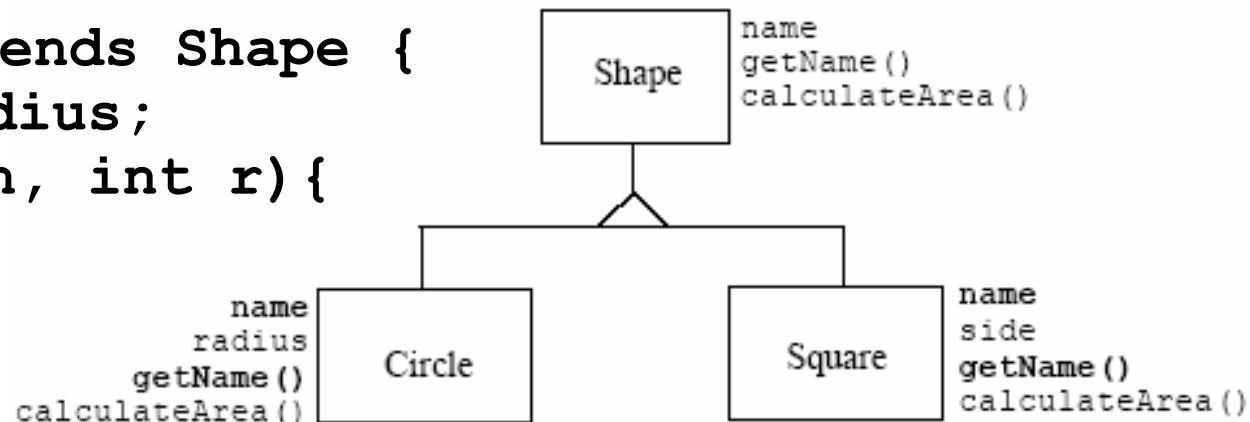 ends Shape {
dius;
n, int r){
Shape
name
getName()
calculateArea()
name
radius
getName()
calculateArea()
Circle
Square
name
side
getName()
calculateArea()